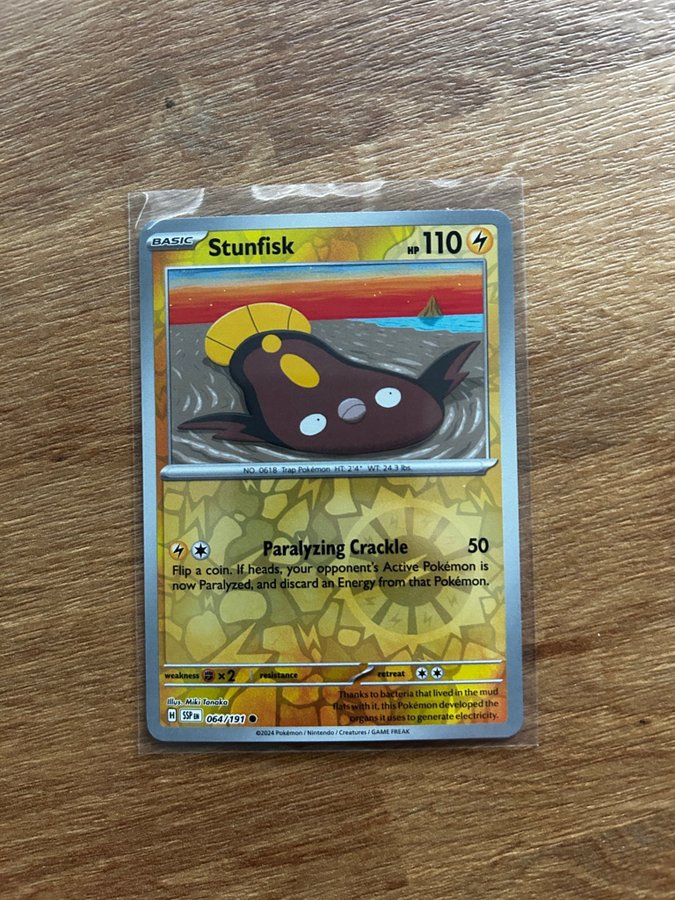 BASIC Stunfisk HP 110
NO. 0618 Trap Pokémon HT: 2'4" WT: 24.3 lbs.
Paralyzing Crackle 50
Flip a coin. If heads, your opponent's Active Pokémon is
now Paralyzed, and discard an Energy from that Pokémon.
weakness ×2 resistance retreat
Illus. Miki Tanaka
Thanks to bacteria that lived in the mud
flats with it, this Pokémon developed the
organs it uses to generate electricity.
H SSP EN 064/191
©2024 Pokémon / Nintendo / Creatures / GAME FREAK